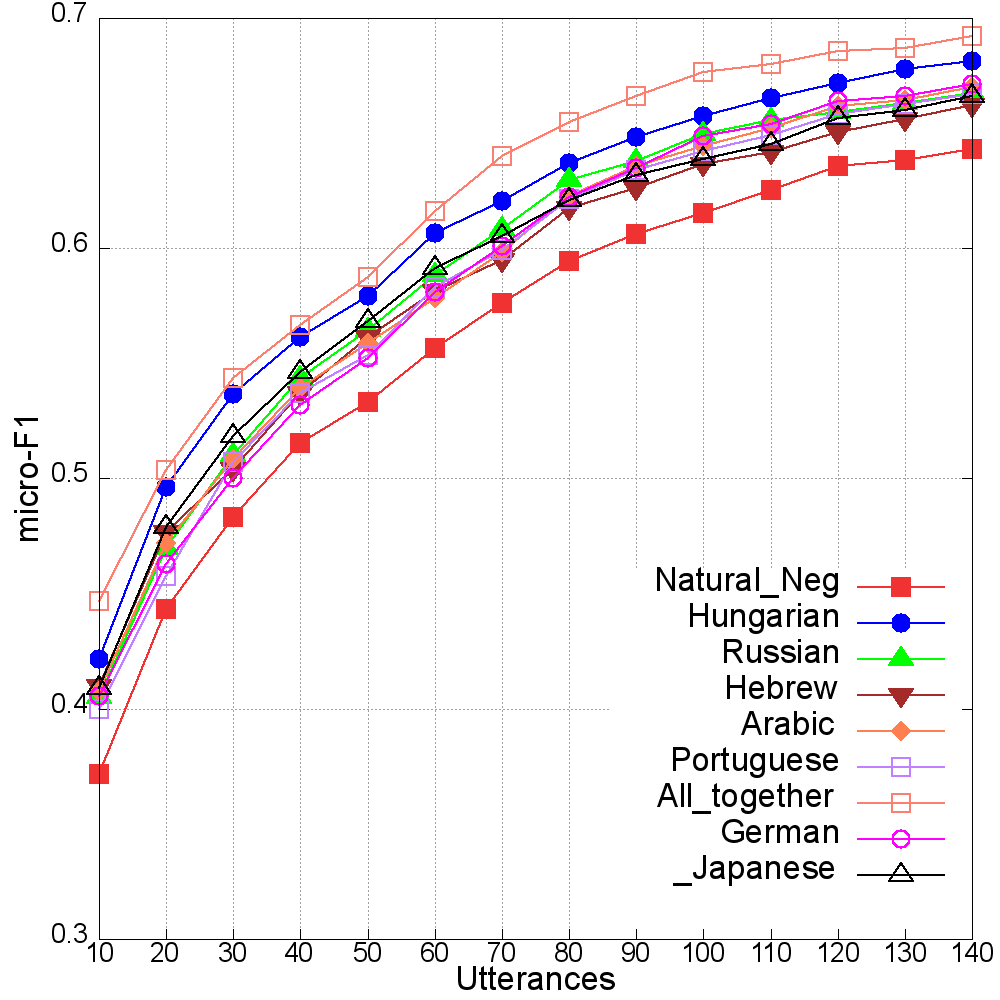 0.7
0.6
0.5
0.4
0.3
micro-F1
Natural_Neg
Hungarian
Russian
Hebrew
Arabic
Portuguese
All_together
German
_Japanese
10 20 30 40 50 60 70 80 90 100 110 120 130 140
Utterances